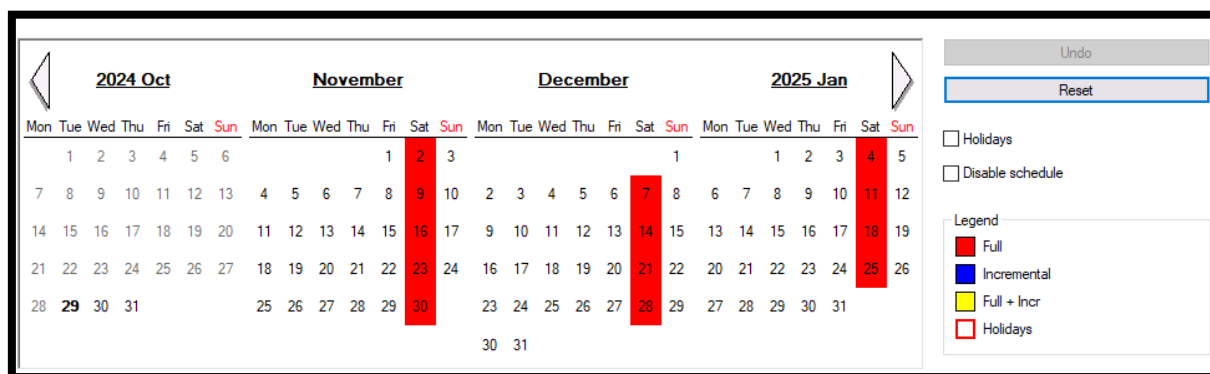 2024 Oct November December 2025 Jan
Mon Tue Wed Thu Fri Sat Sun Mon Tue Wed Thu Fri Sat Sun Mon Tue Wed Thu Fri Sat Sun Mon Tue Wed Thu Fri Sat Sun
1 2 3 4 5 6 1 2 3 1 1 2 3 4 5
7 8 9 10 11 12 13 4 5 6 7 8 9 10 2 3 4 5 6 7 8 6 7 8 9 10 11 12
14 15 16 17 18 19 20 11 12 13 14 15 16 17 9 10 11 12 13 14 15 13 14 15 16 17 18 19
21 22 23 24 25 26 27 18 19 20 21 22 23 24 16 17 18 19 20 21 22 20 21 22 23 24 25 26
28 29 30 31 25 26 27 28 29 30 23 24 25 26 27 28 29 27 28 29 30 31
30 31
Undo
Reset
Holidays
Disable schedule
Legend
Full
Incremental
Full + Incr
Holidays